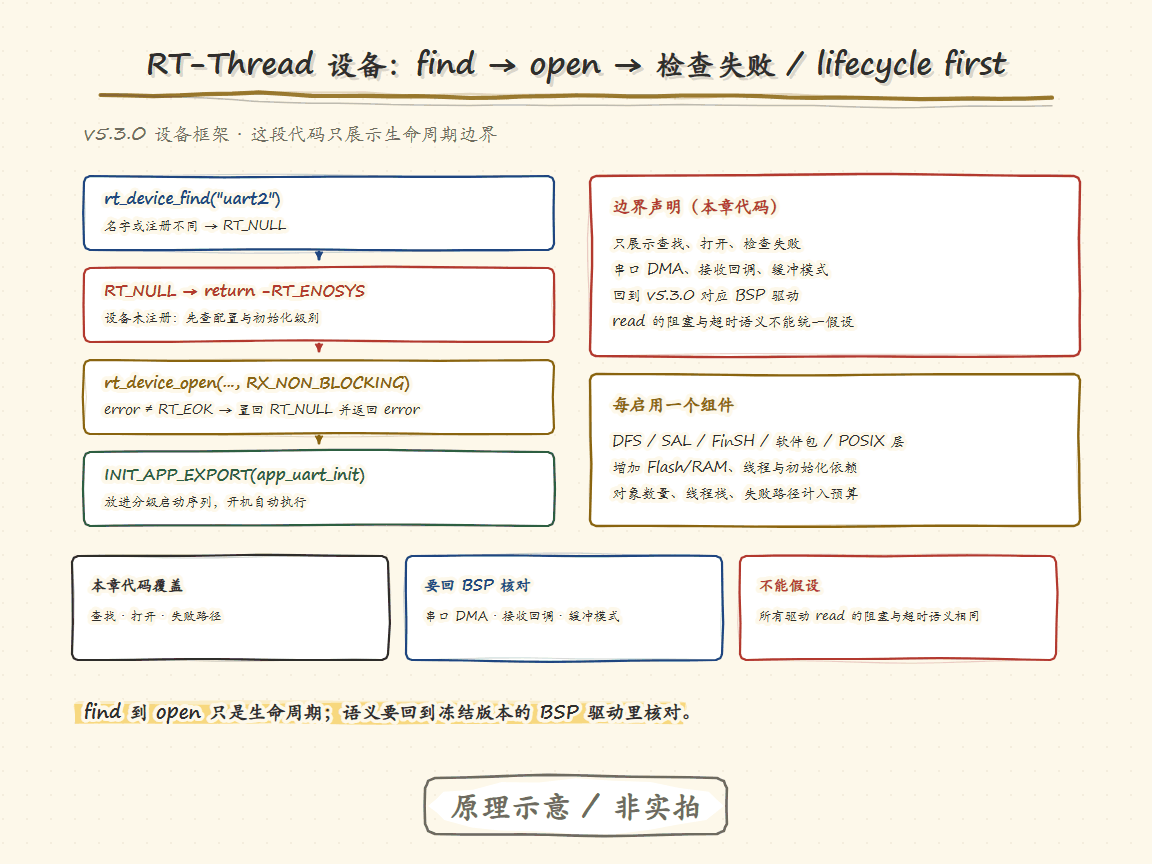 RT-Thread 设备：find → open → 检查失败 / lifecycle first
v5.3.0 设备框架 · 这段代码只展示生命周期边界
rt_device_find("uart2")
名字或注册不同 → RT_NULL
RT_NULL → return -RT_ENOSYS
设备未注册：先查配置与初始化级别
rt_device_open(..., RX_NON_BLOCKING)
error ≠ RT_EOK → 置回 RT_NULL 并返回 error
INIT_APP_EXPORT(app_uart_init)
放进分级启动序列，开机自动执行
边界声明（本章代码）
只展示查找、打开、检查失败
串口 DMA、接收回调、缓冲模式
回到 v5.3.0 对应 BSP 驱动
read 的阻塞与超时语义不能统一假设
每启用一个组件
DFS / SAL / FinSH / 软件包 / POSIX 层
增加 Flash/RAM、线程与初始化依赖
对象数量、线程栈、失败路径计入预算
本章代码覆盖
查找 · 打开 · 失败路径
要回 BSP 核对
串口 DMA · 接收回调 · 缓冲模式
不能假设
所有驱动 read 的阻塞与超时语义相同
find 到 open 只是生命周期；语义要回到冻结版本的 BSP 驱动里核对。
原理示意 / 非实拍